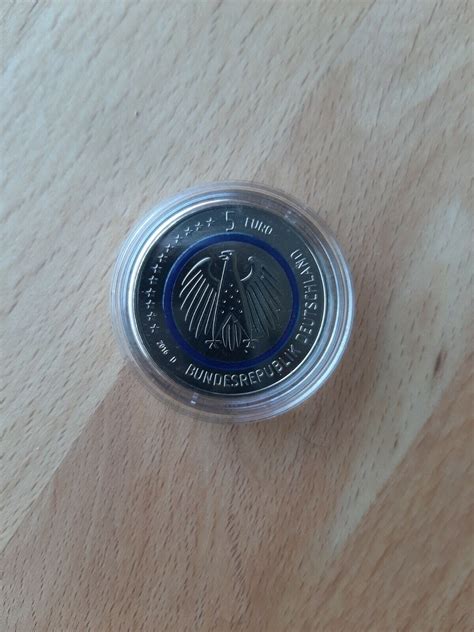 5 EURO
BUNDESREPUBLIK DEUTSCHLAND
2016 D